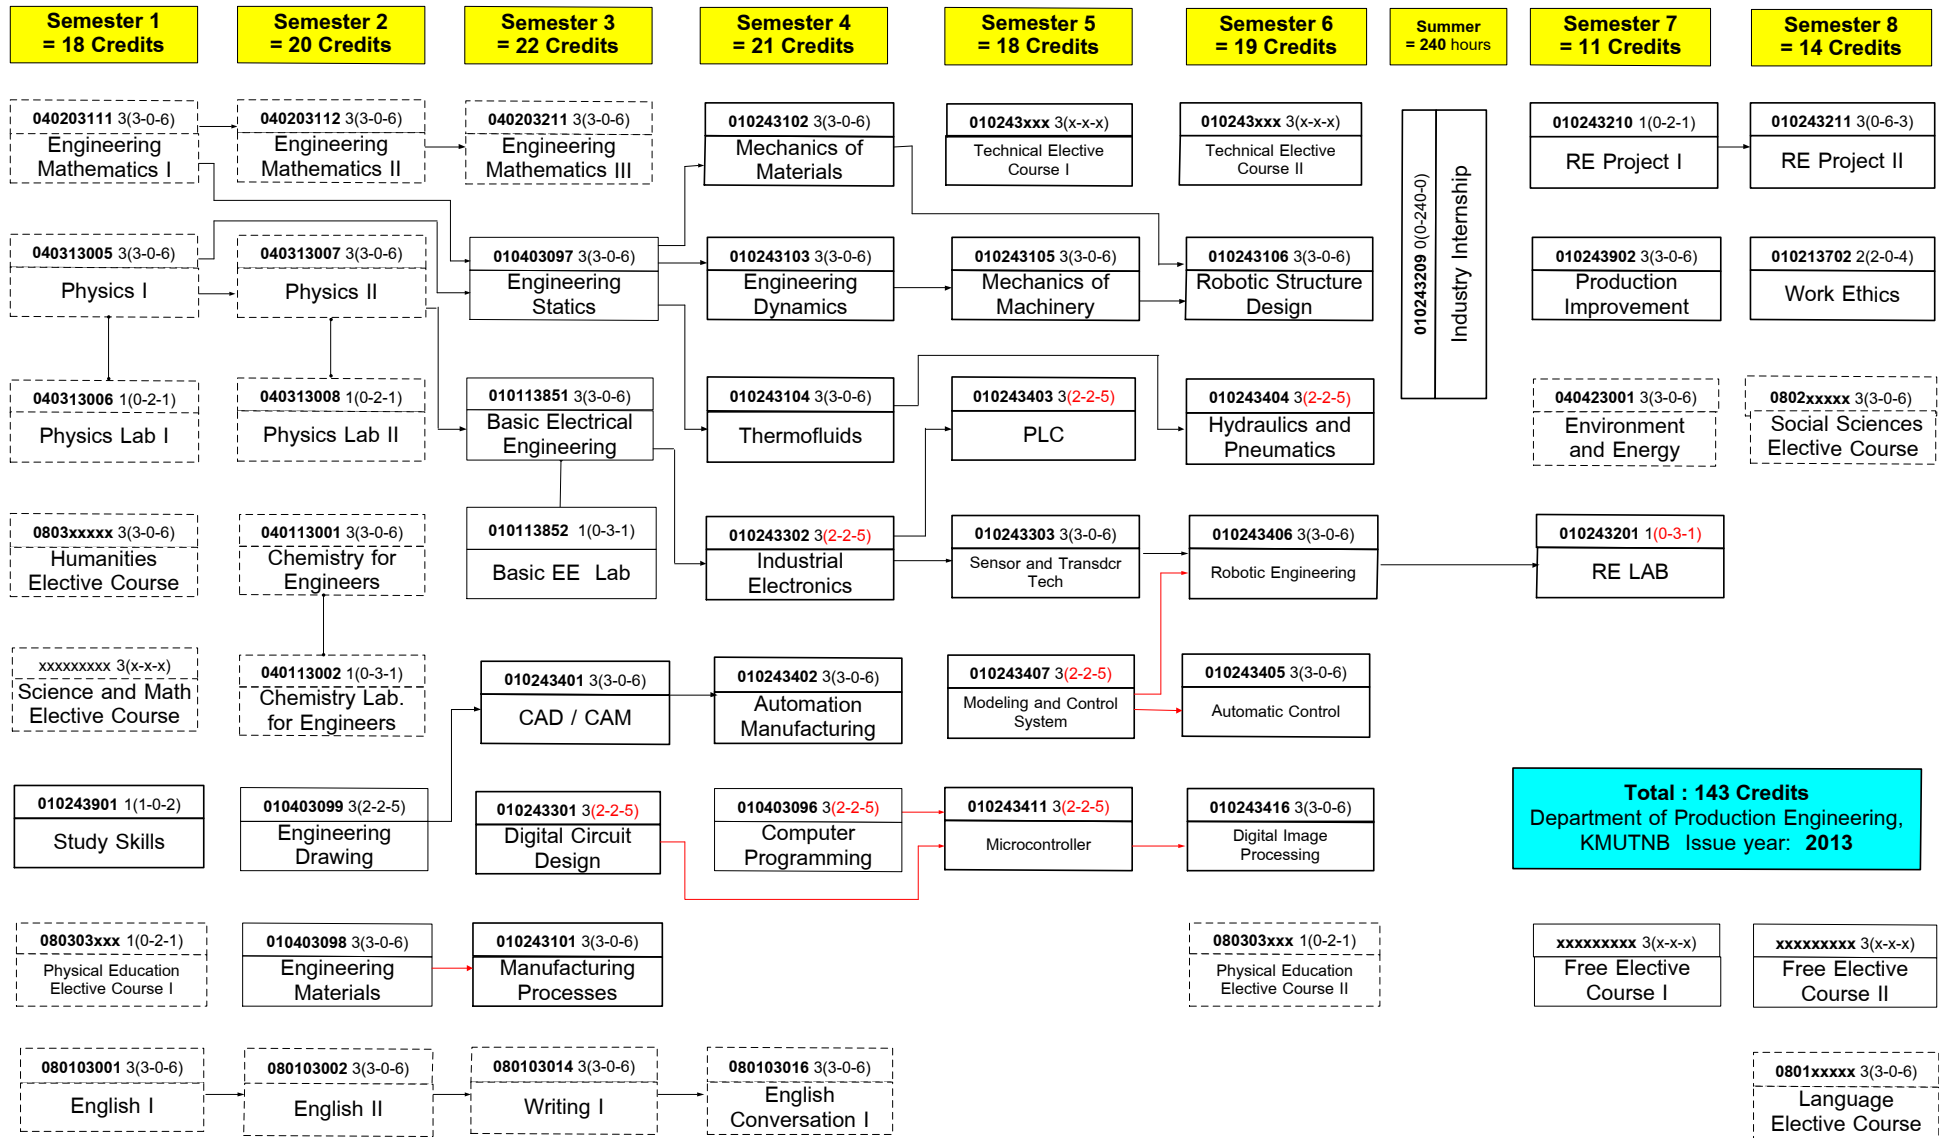 Semester 1
= 18 Credits
Semester 2
= 20 Credits
Semester 3
= 22 Credits
Semester 4
= 21 Credits
Semester 5
= 18 Credits
Semester 6
= 19 Credits
Summer
= 240 hours
Semester 7
= 11 Credits
Semester 8
= 14 Credits
040203111 3(3-0-6)
Engineering
Mathematics I
040203112 3(3-0-6)
Engineering
Mathematics II
040203211 3(3-0-6)
Engineering
Mathematics III
010243102 3(3-0-6)
Mechanics of
Materials
010243xxx 3(x-x-x)
Technical Elective
Course I
010243xxx 3(x-x-x)
Technical Elective
Course II
010243209 0(0-240-0)
Industry Internship
010243210 1(0-2-1)
RE Project I
010243211 3(0-6-3)
RE Project II
040313005 3(3-0-6)
Physics I
040313007 3(3-0-6)
Physics II
010403097 3(3-0-6)
Engineering
Statics
010243103 3(3-0-6)
Engineering
Dynamics
010243105 3(3-0-6)
Mechanics of
Machinery
010243106 3(3-0-6)
Robotic Structure
Design
010243902 3(3-0-6)
Production
Improvement
010213702 2(2-0-4)
Work Ethics
040313006 1(0-2-1)
Physics Lab I
040313008 1(0-2-1)
Physics Lab II
010113851 3(3-0-6)
Basic Electrical
Engineering
010243104 3(3-0-6)
Thermofluids
010243403 3(2-2-5)
PLC
010243404 3(2-2-5)
Hydraulics and
Pneumatics
040423001 3(3-0-6)
Environment
and Energy
0802xxxxx 3(3-0-6)
Social Sciences
Elective Course
0803xxxxx 3(3-0-6)
Humanities
Elective Course
040113001 3(3-0-6)
Chemistry for
Engineers
010113852 1(0-3-1)
Basic EE Lab
010243302 3(2-2-5)
Industrial
Electronics
010243303 3(3-0-6)
Sensor and Transdcr
Tech
010243406 3(3-0-6)
Robotic Engineering
010243201 1(0-3-1)
RE LAB
xxxxxxxxx 3(x-x-x)
Science and Math
Elective Course
040113002 1(0-3-1)
Chemistry Lab.
for Engineers
010243401 3(3-0-6)
CAD / CAM
010243402 3(3-0-6)
Automation
Manufacturing
010243407 3(2-2-5)
Modeling and Control
System
010243405 3(3-0-6)
Automatic Control
010243901 1(1-0-2)
Study Skills
010403099 3(2-2-5)
Engineering
Drawing
010243301 3(2-2-5)
Digital Circuit
Design
010403096 3(2-2-5)
Computer
Programming
010243411 3(2-2-5)
Microcontroller
010243416 3(3-0-6)
Digital Image
Processing
Total : 143 Credits
Department of Production Engineering,
KMUTNB Issue year: 2013
080303xxx 1(0-2-1)
Physical Education
Elective Course I
010403098 3(3-0-6)
Engineering
Materials
010243101 3(3-0-6)
Manufacturing
Processes
080303xxx 1(0-2-1)
Physical Education
Elective Course II
xxxxxxxxx 3(x-x-x)
Free Elective
Course I
xxxxxxxxx 3(x-x-x)
Free Elective
Course II
080103001 3(3-0-6)
English I
080103002 3(3-0-6)
English II
080103014 3(3-0-6)
Writing I
080103016 3(3-0-6)
English
Conversation I
0801xxxxx 3(3-0-6)
Language
Elective Course